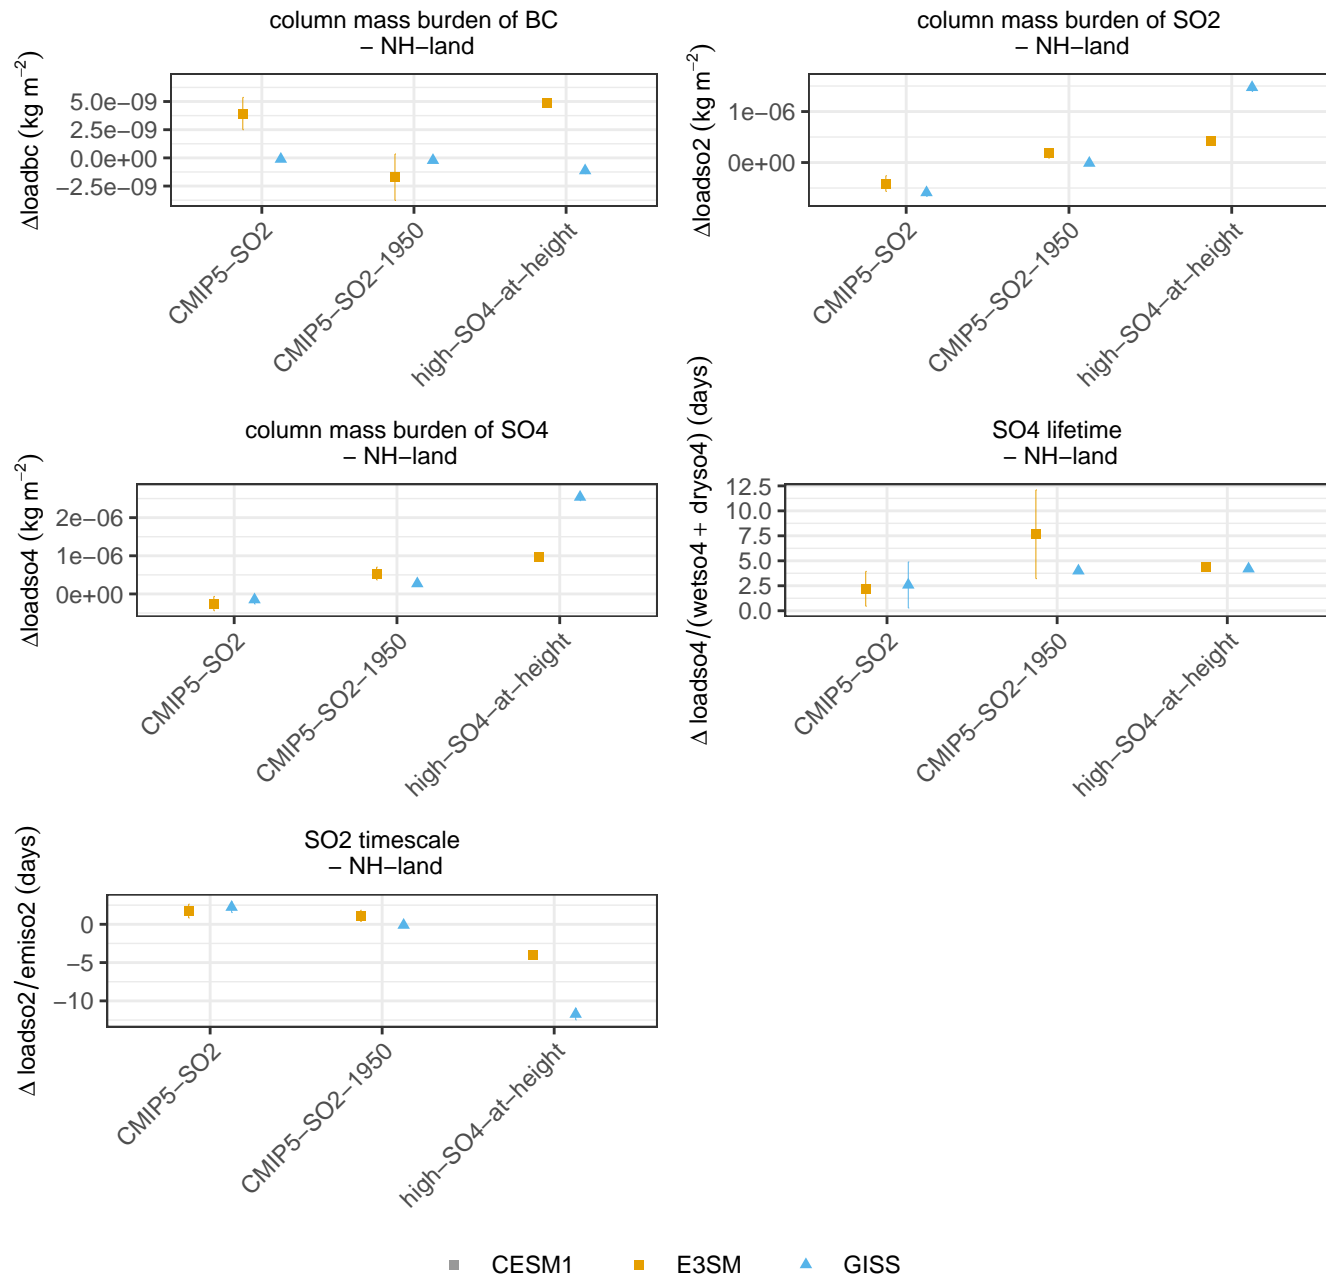 column mass burden of BC
− NH−land
Δloadbc (kg m−2)
5.0e−09
2.5e−09
0.0e+00
−2.5e−09
CMIP5−SO2
CMIP5−SO2−1950
high−SO4−at−height
column mass burden of SO2
− NH−land
Δloadso2 (kg m−2)
1e−06
0e+00
CMIP5−SO2
CMIP5−SO2−1950
high−SO4−at−height
column mass burden of SO4
− NH−land
Δloadso4 (kg m−2)
2e−06
1e−06
0e+00
CMIP5−SO2
CMIP5−SO2−1950
high−SO4−at−height
SO4 lifetime
− NH−land
Δ loadso4/(wetso4 + dryso4) (days)
12.5
10.0
7.5
5.0
2.5
0.0
CMIP5−SO2
CMIP5−SO2−1950
high−SO4−at−height
SO2 timescale
− NH−land
Δ loadso2/emiso2 (days)
0
−5
−10
CMIP5−SO2
CMIP5−SO2−1950
high−SO4−at−height
CESM1 E3SM GISS